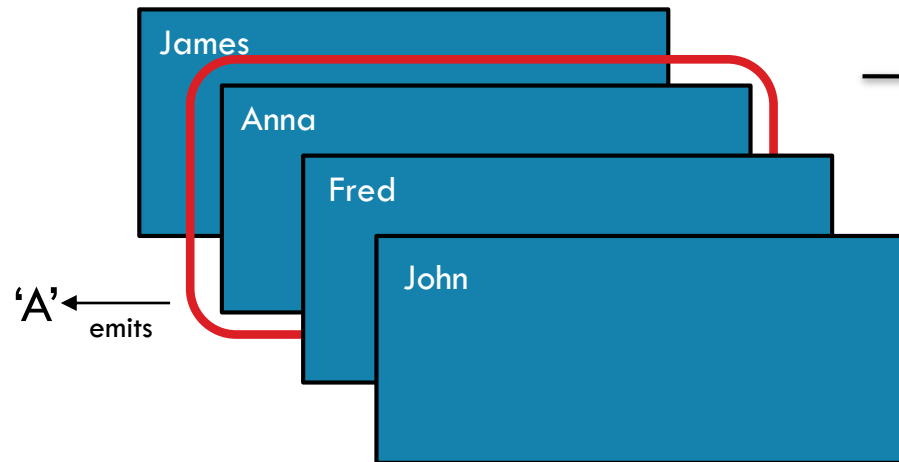 James
Anna
Fred
John
‘A’
emits